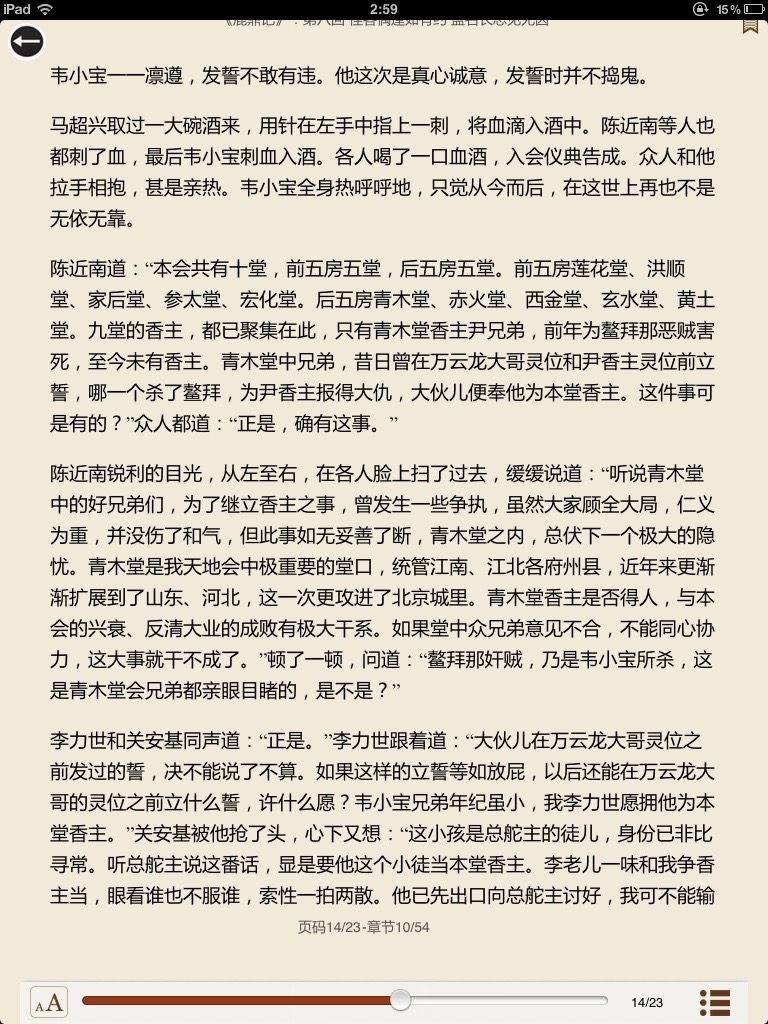 iPad
2:59
15%
韦小宝一一凛遵，发誓不敢有违。他这次是真心诚意，发誓时并不捣鬼。
马超兴取过一大碗酒来，用针在左手中指上一刺，将血滴入酒中。陈近南等人也
都刺了血，最后韦小宝刺血入酒。各人喝了一口血酒，入会仪典告成。众人和他
拉手相抱，甚是亲热。韦小宝全身热呼呼地，只觉从今而后，在这世上再也不是
无依无靠。
陈近南道：“本会共有十堂，前五房五堂，后五房五堂。前五房莲花堂、洪顺
堂、家后堂、参太堂、宏化堂。后五房青木堂、赤火堂、西金堂、玄水堂、黄土
堂。九堂的香主，都已聚集在此，只有青木堂香主尹兄弟，前年为鳌拜那恶贼害
死，至今未有香主。青木堂中兄弟，昔日曾在万云龙大哥灵位和尹香主灵位前立
誓，哪一个杀了鳌拜，为尹香主报得大仇，大伙儿便奉他为本堂香主。这件事可
是有的？”众人都道：“正是，确有这事。”
陈近南锐利的目光，从左至右，在各人脸上扫了过去，缓缓说道：“听说青木堂
中的好兄弟们，为了继立香主之事，曾发生一些争执，虽然大家顾全大局，仁义
为重，并没伤了和气，但此事如无妥善了断，青木堂之内，总伏下一个极大的隐
忧。青木堂是我天地会中极重要的堂口，统管江南、江北各府州县，近年来更渐
渐扩展到了山东、河北，这一次更攻进了北京城里。青木堂香主是否得人，与本
会的兴衰、反清大业的成败有极大干系。如果堂中众兄弟意见不合，不能同心协
力，这大事就干不成了。”顿了一顿，问道：“鳌拜那奸贼，乃是韦小宝所杀，这
是青木堂会兄弟都亲眼目睹的，是不是？”
李力世和关安基同声道：“正是。”李力世跟着道：“大伙儿在万云龙大哥灵位之
前发过的誓，决不能说了不算。如果这样的立誓等如放屁，以后还能在万云龙大
哥的灵位之前立什么誓，许什么愿？韦小宝兄弟年纪虽小，我李力世愿拥他为本
堂香主。”关安基被他抢了头，心下又想：“这小孩是总舵主的徒儿，身份已非比
寻常。听总舵主说这番话，显是要他这个小徒当本堂香主。李老儿一味和我争香
主当，眼看谁也不服谁，索性一拍两散。他已先出口向总舵主讨好，我可不能输
页码14/23-章节10/54
AA
14/23